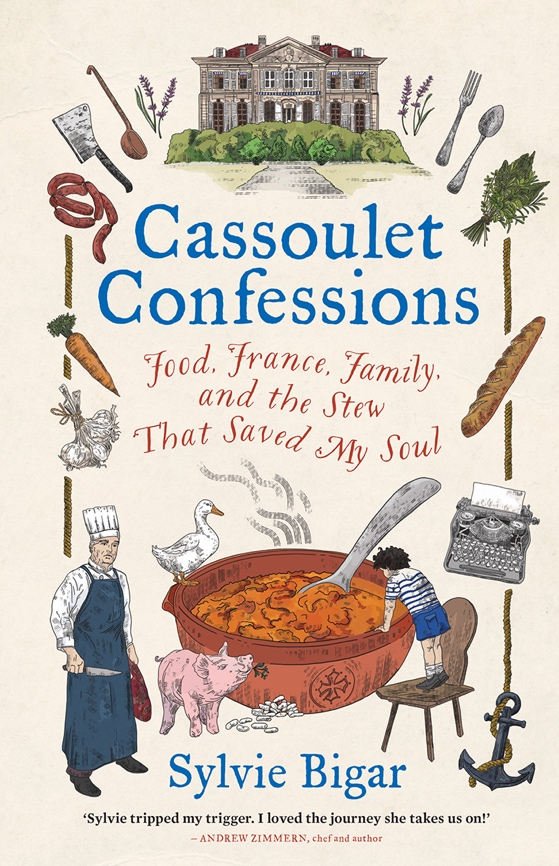 Cassoulet
Confessions
Food, France, Family,
and the Stew
That Saved My Soul
Sylvie Bigar
‘Sylvie tripped my trigger. I loved the journey she takes us on!’
– ANDREW ZIMMERN, chef and author